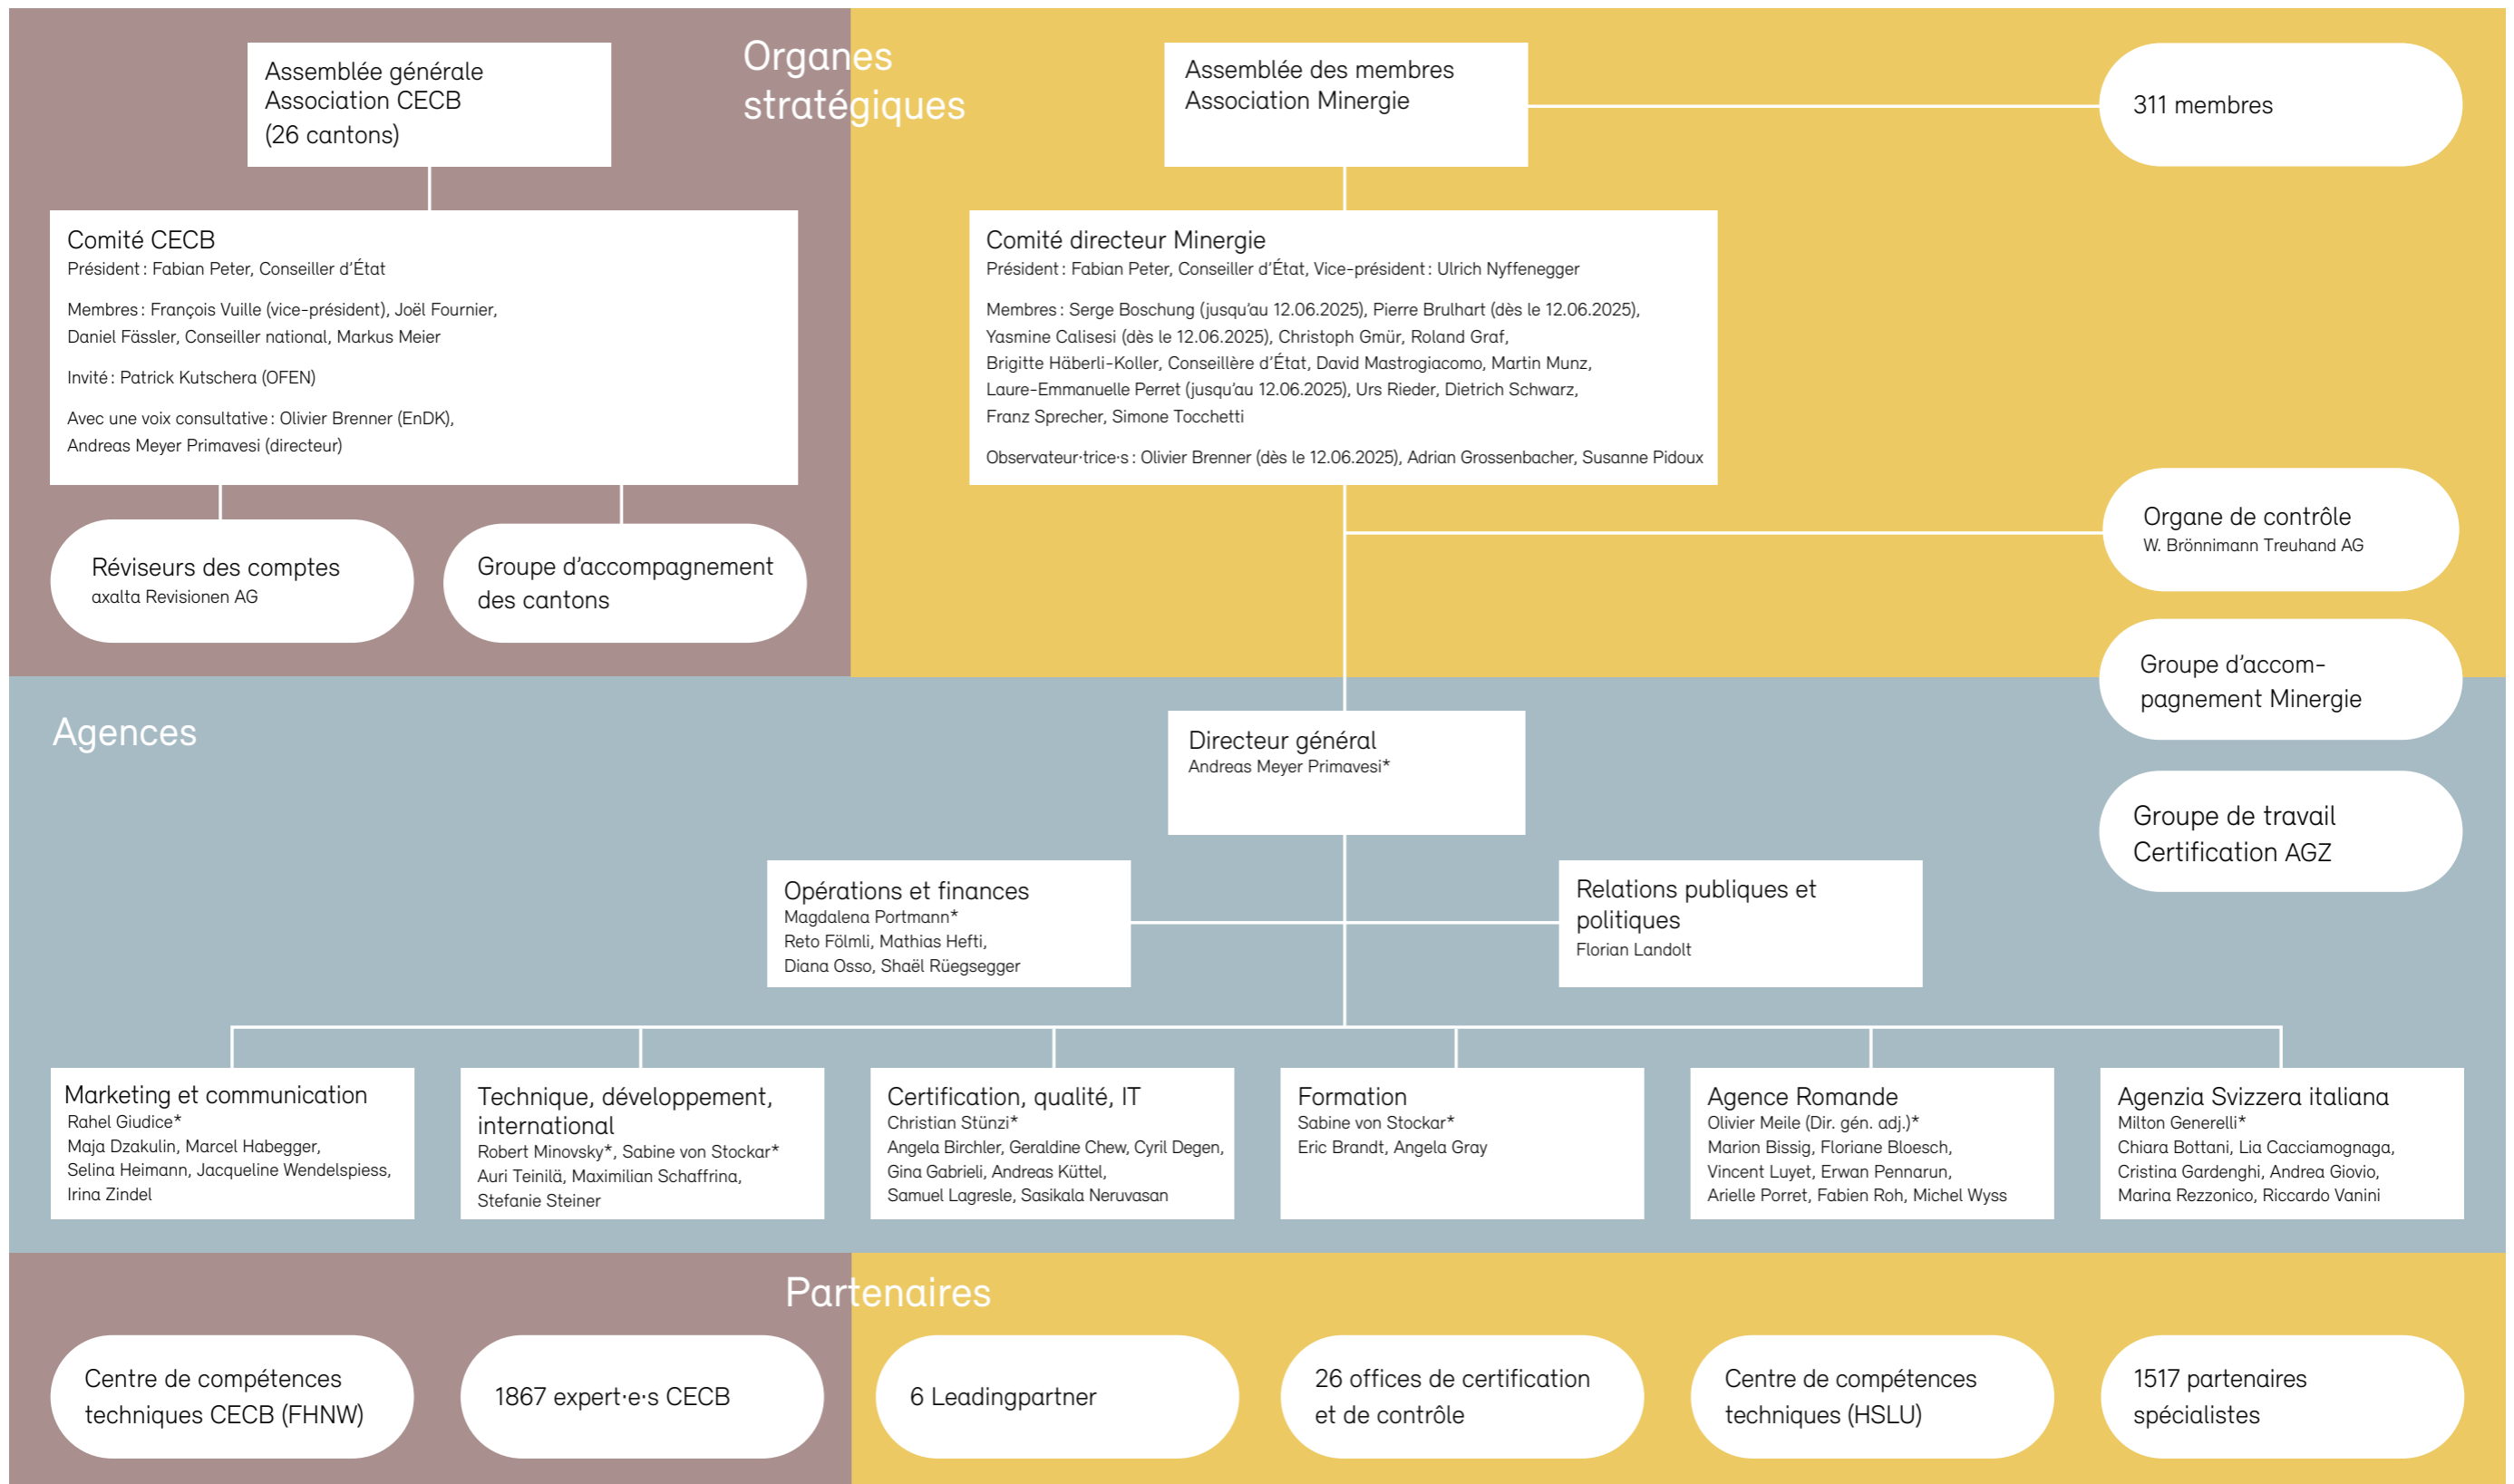 Organes
stratégiques
Assemblée générale
Association CECB
(26 cantons)
Assemblée des membres
Association Minergie
311 membres
Comité CECB
Président : Fabian Peter, Conseiller d’État
Membres : François Vuille (vice-président), Joël Fournier,
Daniel Fässler, Conseiller national, Markus Meier
Invité : Patrick Kutschera (OFEN)
Avec une voix consultative : Olivier Brenner (EnDK),
Andreas Meyer Primavesi (directeur)
Comité directeur Minergie
Président : Fabian Peter, Conseiller d’État, Vice-président : Ulrich Nyffenegger
Membres : Serge Boschung (jusqu’au 12.06.2025), Pierre Brulhart (dès le 12.06.2025),
Yasmine Calisesi (dès le 12.06.2025), Christoph Gmür, Roland Graf,
Brigitte Häberli-Koller, Conseillère d’État, David Mastrogiacomo, Martin Munz,
Laure-Emmanuelle Perret (jusqu’au 12.06.2025), Urs Rieder, Dietrich Schwarz,
Franz Sprecher, Simone Tocchetti
Observateur·trice·s : Olivier Brenner (dès le 12.06.2025), Adrian Grossenbacher, Susanne Pidoux
Réviseurs des comptes
axalta Revisionen AG
Groupe d’accompagnement
des cantons
Organe de contrôle
W. Brönnimann Treuhand AG
Groupe d’accom-
pagnement Minergie
Groupe de travail
Certification AGZ
Agences
Directeur général
Andreas Meyer Primavesi*
Opérations et finances
Magdalena Portmann*
Reto Fölmli, Mathias Hefti,
Diana Osso, Shaël Rüegsegger
Relations publiques et
politiques
Florian Landolt
Marketing et communication
Rahel Giudice*
Maja Dzakulin, Marcel Habegger,
Selina Heimann, Jacqueline Wendelspiess,
Irina Zindel
Technique, développement,
international
Robert Minovsky*, Sabine von Stockar*
Auri Teinilä, Maximilian Schaffrina,
Stefanie Steiner
Certification, qualité, IT
Christian Stünzi*
Angela Birchler, Geraldine Chew, Cyril Degen,
Gina Gabrieli, Andreas Küttel,
Samuel Lagresle, Sasikala Neruvasan
Formation
Sabine von Stockar*
Eric Brandt, Angela Gray
Agence Romande
Olivier Meile (Dir. gén. adj.)*
Marion Bissig, Floriane Bloesch,
Vincent Luyet, Erwan Pennarun,
Arielle Porret, Fabien Roh, Michel Wyss
Agenzia Svizzera italiana
Milton Generelli*
Chiara Bottani, Lia Cacciamognaga,
Cristina Gardenghi, Andrea Giovio,
Marina Rezzonico, Riccardo Vanini
Partenaires
Centre de compétences
techniques CECB (FHNW)
1867 expert·e·s CECB
6 Leadingpartner
26 offices de certification
et de contrôle
Centre de compétences
techniques (HSLU)
1517 partenaires
spécialistes